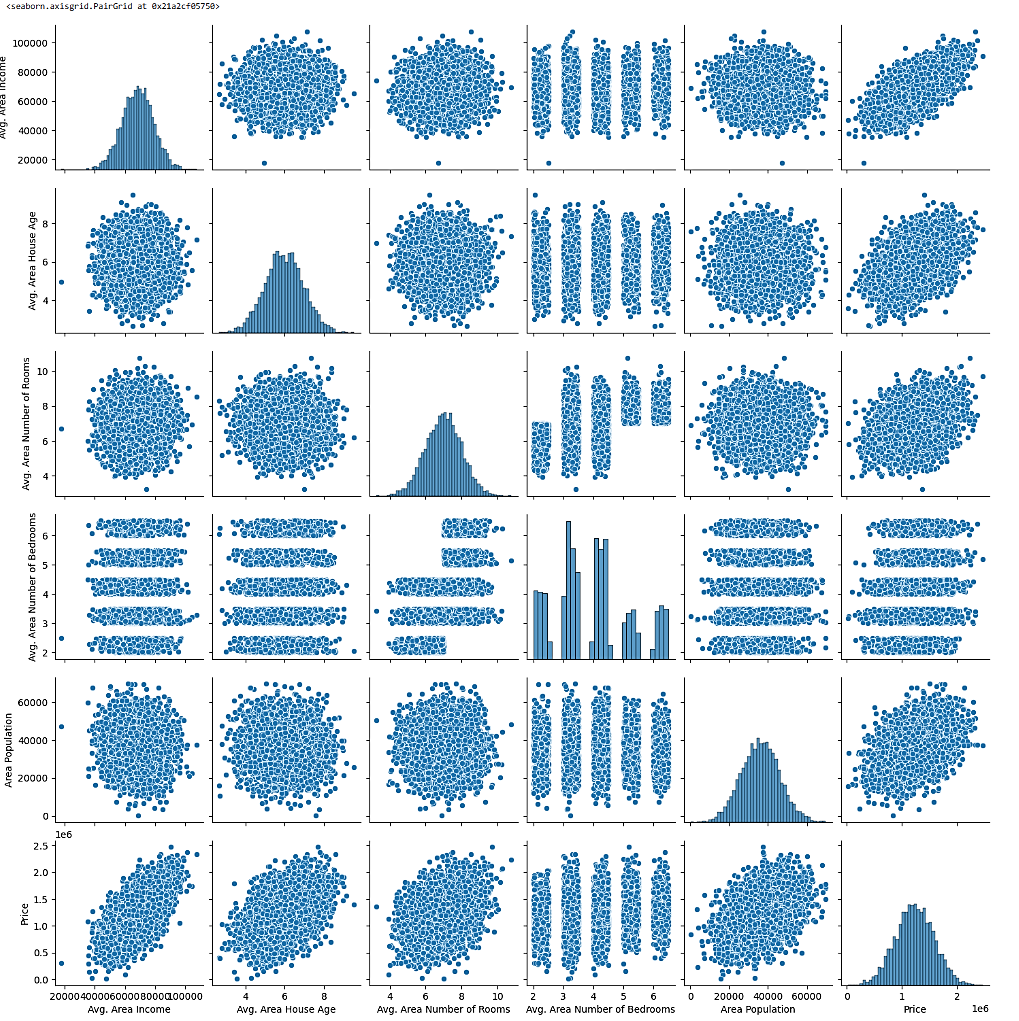 <seaborn.axisgrid.PairGrid at 0x21a2cf05750>
100000
80000
60000
40000
20000
Avg. Area Income
8
6
4
Avg. Area House Age
10
8
6
4
Avg. Area Number of Rooms
6
5
4
3
2
Avg. Area Number of Bedrooms
60000
40000
20000
0
Area Population
1e6
2.5
2.0
1.5
1.0
0.5
0.0
Price
20000 40000 60000 80000 100000
4 6 8
4 6 8 10
2 3 4 5 6
0 20000 40000 60000
0 1 2
1e6
Avg. Area Income
Avg. Area House Age
Avg. Area Number of Rooms
Avg. Area Number of Bedrooms
Area Population
Price